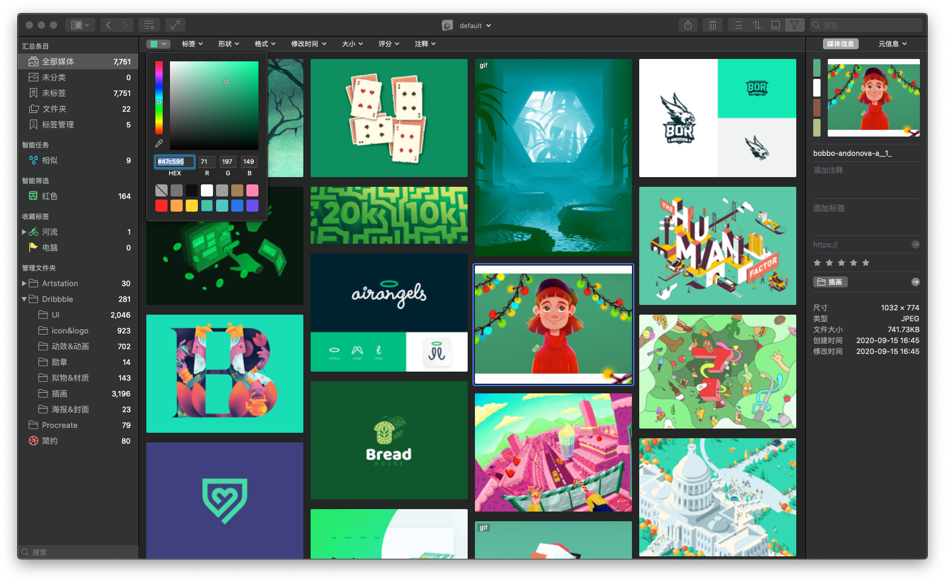 default
搜索
汇总条目
标签
形状
格式
修改时间
大小
评分
注释
媒体信息
元信息
全部媒体 7,751
未分类 0
未标签 7,751
文件夹 22
标签管理 5
智能任务
相似 9
智能筛选
红色 164
收藏标签
河流 1
电脑 0
管理文件夹
Artstation 30
Dribbble 281
UI 2,046
icon&logo 923
动效&动画 702
勋章 14
拟物&材质 143
插画 3,196
海报&封面 23
Procreate 79
简约 80
搜索
#47c595 71 197 149
HEX R G B
gif
BOR
BOR
20k 10k
airangels
THE
HUMAN
FACTOR
Bread
HOUSE
gif
bobbo-andonova-a__1_
添加注释
添加标签
https://
插画
尺寸 1032 × 774
类型 JPEG
文件大小 741.73KB
创建时间 2020-09-15 16:45
修改时间 2020-09-15 16:45